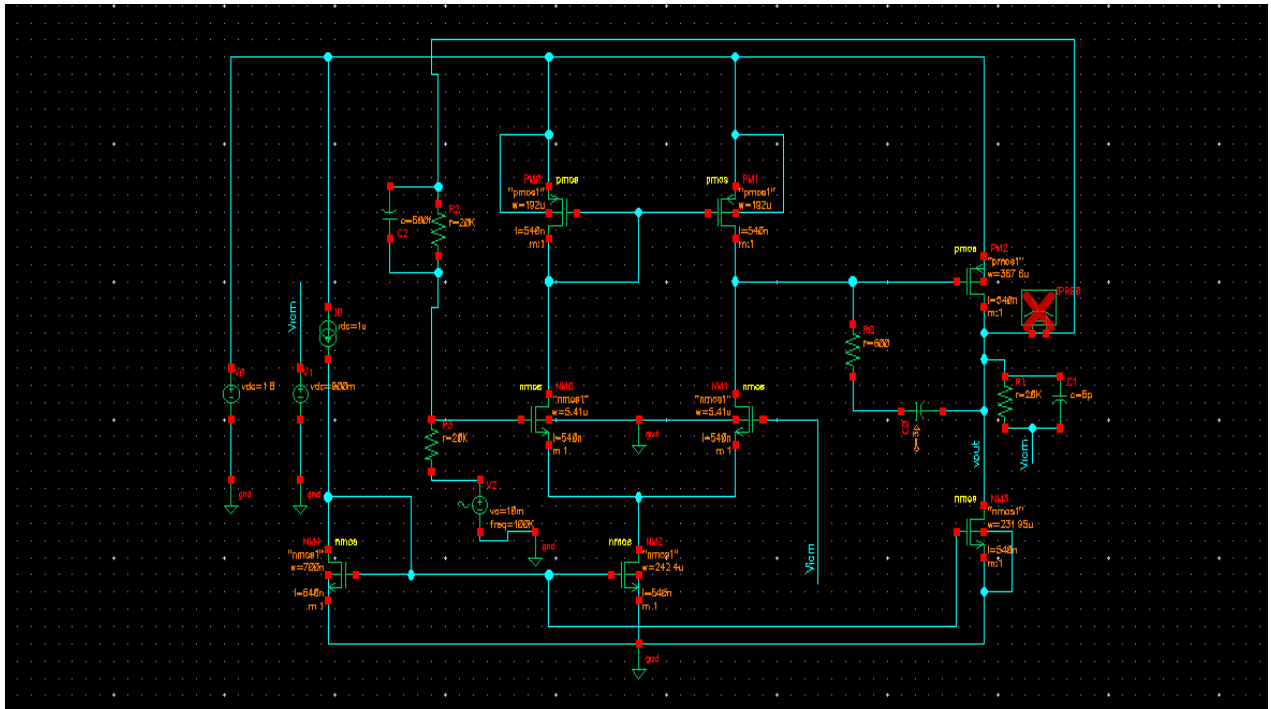 PM0
pmos
"pmos1"
w=192u
l=540n
m:1
pmos
PM1
"pmos1"
w=192u
l=540n
m:1
R2
r=20K
c=500f
C2
pmos
PM2
"pmos1"
w=387.6u
l=540n
m:1
Vicm
I0
idc=1u
R0
r=600
V0
vdc=1.8
V1
vdc=900m
nmos
NM0
"nmos1"
w=5.41u
l=540n
m:1
NM1
nmos
"nmos1"
w=5.41u
l=540n
m:1
R1
r=20K
C1
c=5p
R3
r=20K
gnd
vout
Vicm
gnd
gnd
V2
va=10m
freq=100K
gnd
nmos
NM3
"nmos1"
w=231.95u
l=540n
m:1
NM4
nmos
"nmos1"
w=700n
l=540n
m:1
nmos
NM2
"nmos1"
w=242.4u
l=540n
m:1
Vicm
gnd